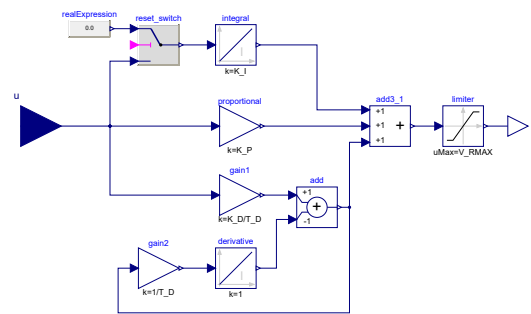 realExpression
0.0
reset_switch
integral
k=K_I
u
proportional
k=K_P
add3_1
+1
+1
+
+1
limiter
uMax=V_RMAX
gain1
k=K_D/T_D
add
+1
+
-1
gain2
k=1/T_D
derivative
k=1